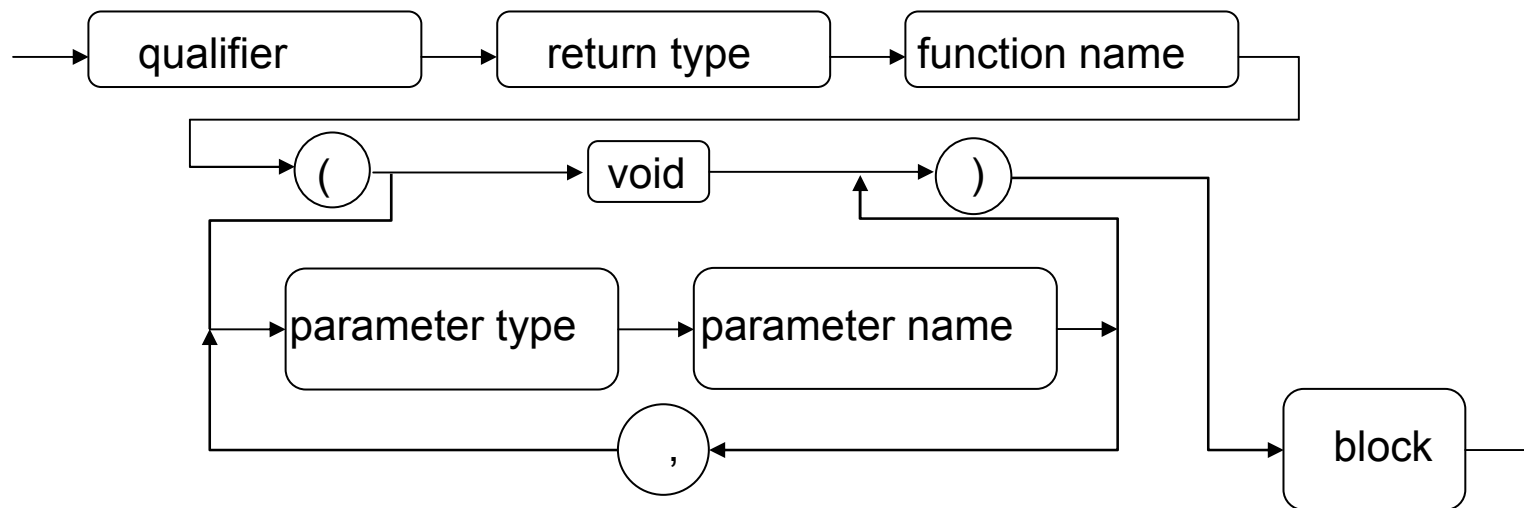 qualifier return type function name
( void )
parameter type parameter name
, block